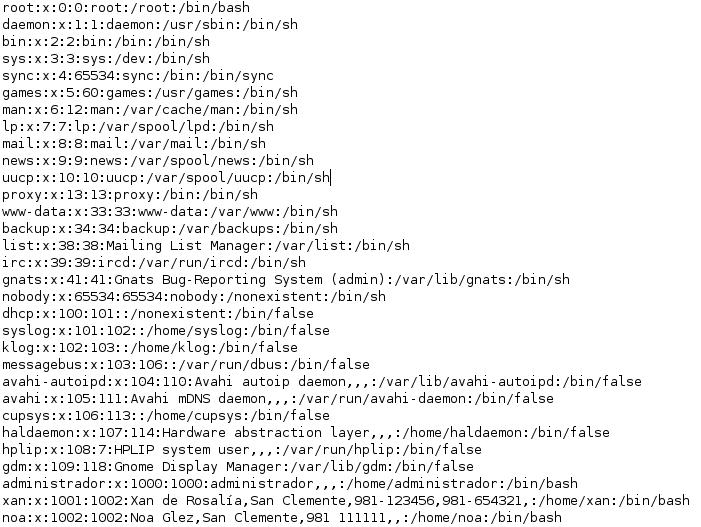 root:x:0:0:root:/root:/bin/bash
daemon:x:1:1:daemon:/usr/sbin:/bin/sh
bin:x:2:2:bin:/bin:/bin/sh
sys:x:3:3:sys:/dev:/bin/sh
sync:x:4:65534:sync:/bin:/bin/sync
games:x:5:60:games:/usr/games:/bin/sh
man:x:6:12:man:/var/cache/man:/bin/sh
lp:x:7:7:lp:/var/spool/lpd:/bin/sh
mail:x:8:8:mail:/var/mail:/bin/sh
news:x:9:9:news:/var/spool/news:/bin/sh
uucp:x:10:10:uucp:/var/spool/uucp:/bin/sh
proxy:x:13:13:proxy:/bin:/bin/sh
www-data:x:33:33:www-data:/var/www:/bin/sh
backup:x:34:34:backup:/var/backups:/bin/sh
list:x:38:38:Mailing List Manager:/var/list:/bin/sh
irc:x:39:39:ircd:/var/run/ircd:/bin/sh
gnats:x:41:41:Gnats Bug-Reporting System (admin):/var/lib/gnats:/bin/sh
nobody:x:65534:65534:nobody:/nonexistent:/bin/sh
dhcp:x:100:101::/nonexistent:/bin/false
syslog:x:101:102::/home/syslog:/bin/false
klog:x:102:103::/home/klog:/bin/false
messagebus:x:103:106::/var/run/dbus:/bin/false
avahi-autoipd:x:104:110:Avahi autoip daemon,,,:/var/lib/avahi-autoipd:/bin/false
avahi:x:105:111:Avahi mDNS daemon,,,:/var/run/avahi-daemon:/bin/false
cupsys:x:106:113::/home/cupsys:/bin/false
haldaemon:x:107:114:Hardware abstraction layer,,,:/home/haldaemon:/bin/false
hplip:x:108:7:HPLIP system user,,,:/var/run/hplip:/bin/false
gdm:x:109:118:Gnome Display Manager:/var/lib/gdm:/bin/false
administrador:x:1000:1000:administrador,,,:/home/administrador:/bin/bash
xan:x:1001:1002:Xan de Rosalía,San Clemente,981-123456,981-654321,:/home/xan:/bin/bash
noa:x:1002:1002:Noa Glez,San Clemente,981 111111,,:/home/noa:/bin/bash